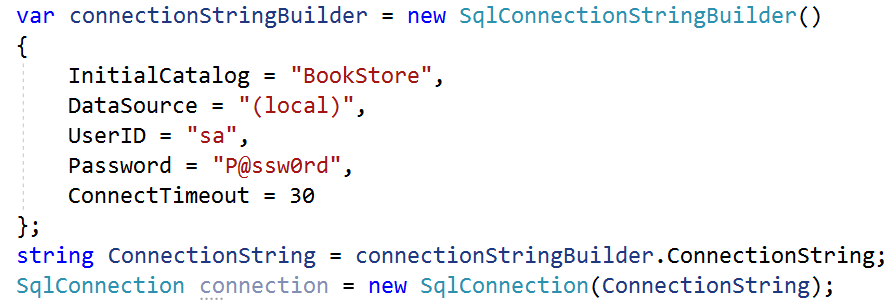 var connectionStringBuilder = new SqlConnectionStringBuilder()
{
    InitialCatalog = "BookStore",
    DataSource = "(local)",
    UserID = "sa",
    Password = "P@ssw0rd",
    ConnectTimeout = 30
};
string ConnectionString = connectionStringBuilder.ConnectionString;
SqlConnection connection = new SqlConnection(ConnectionString);